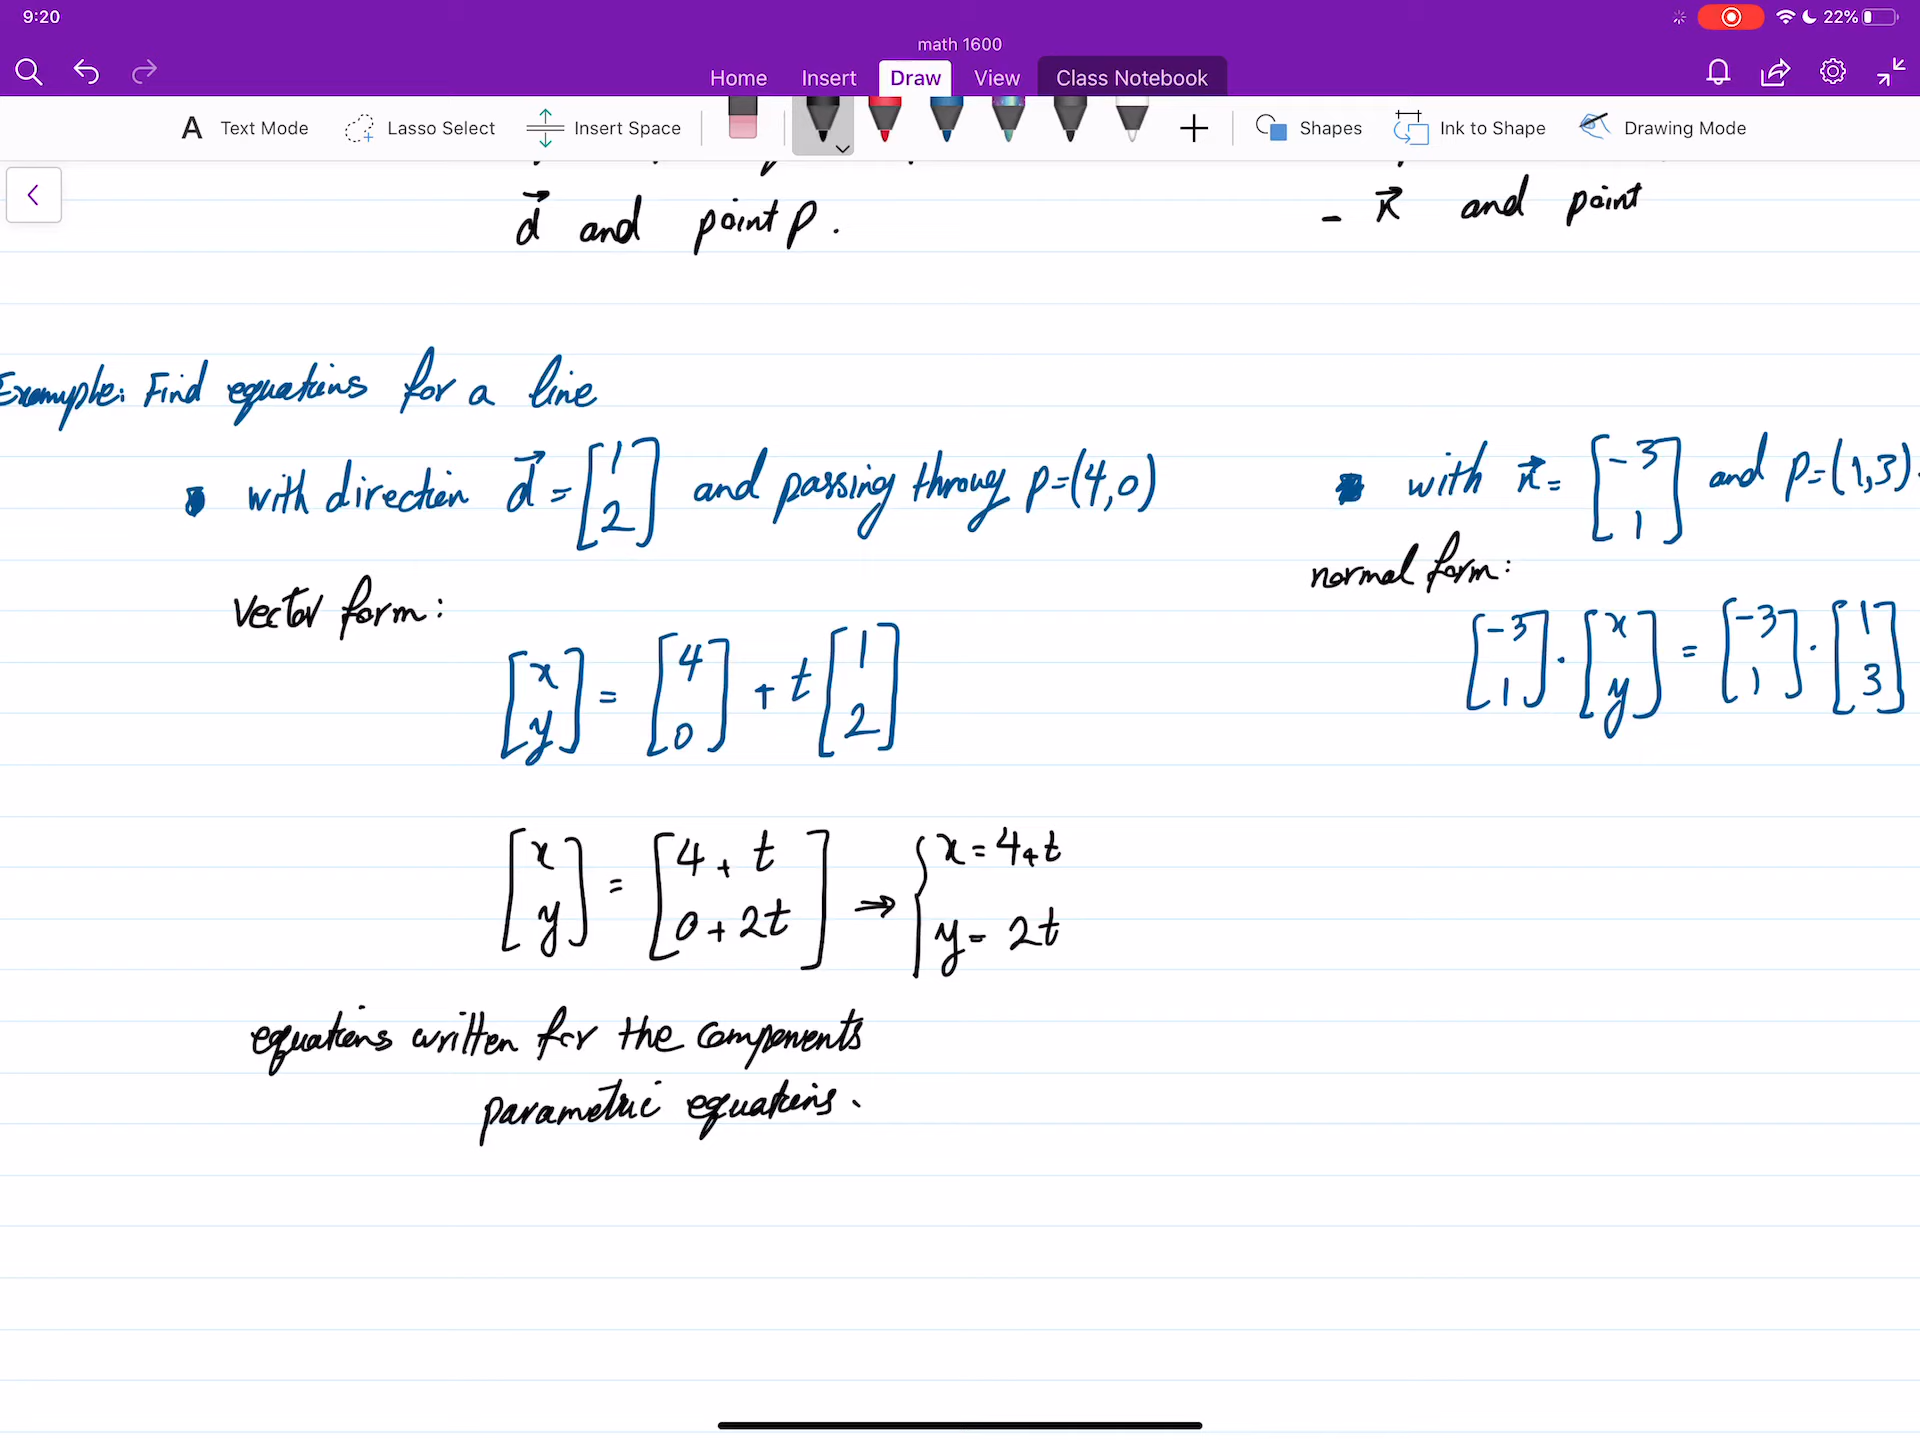 9:20
22%
math 1600
Home Insert Draw View Class Notebook
A Text Mode Lasso Select Insert Space Shapes Ink to Shape Drawing Mode
d⃗ and point P.
- n⃗ and point
Example: Find equations for a line
with direction d⃗ = [1 2] and passing throug P=(4,0)
with n⃗ = [-3 1] and P=(1,3).
Vector form:
[x y] = [4 0] + t [1 2]
[x y] = [4 + t 0 + 2t] ⇒ { x = 4 + t y = 2t
equations written for the components
parametric equations.
normal form:
[-3 1] · [x y] = [-3 1] · [1 3]